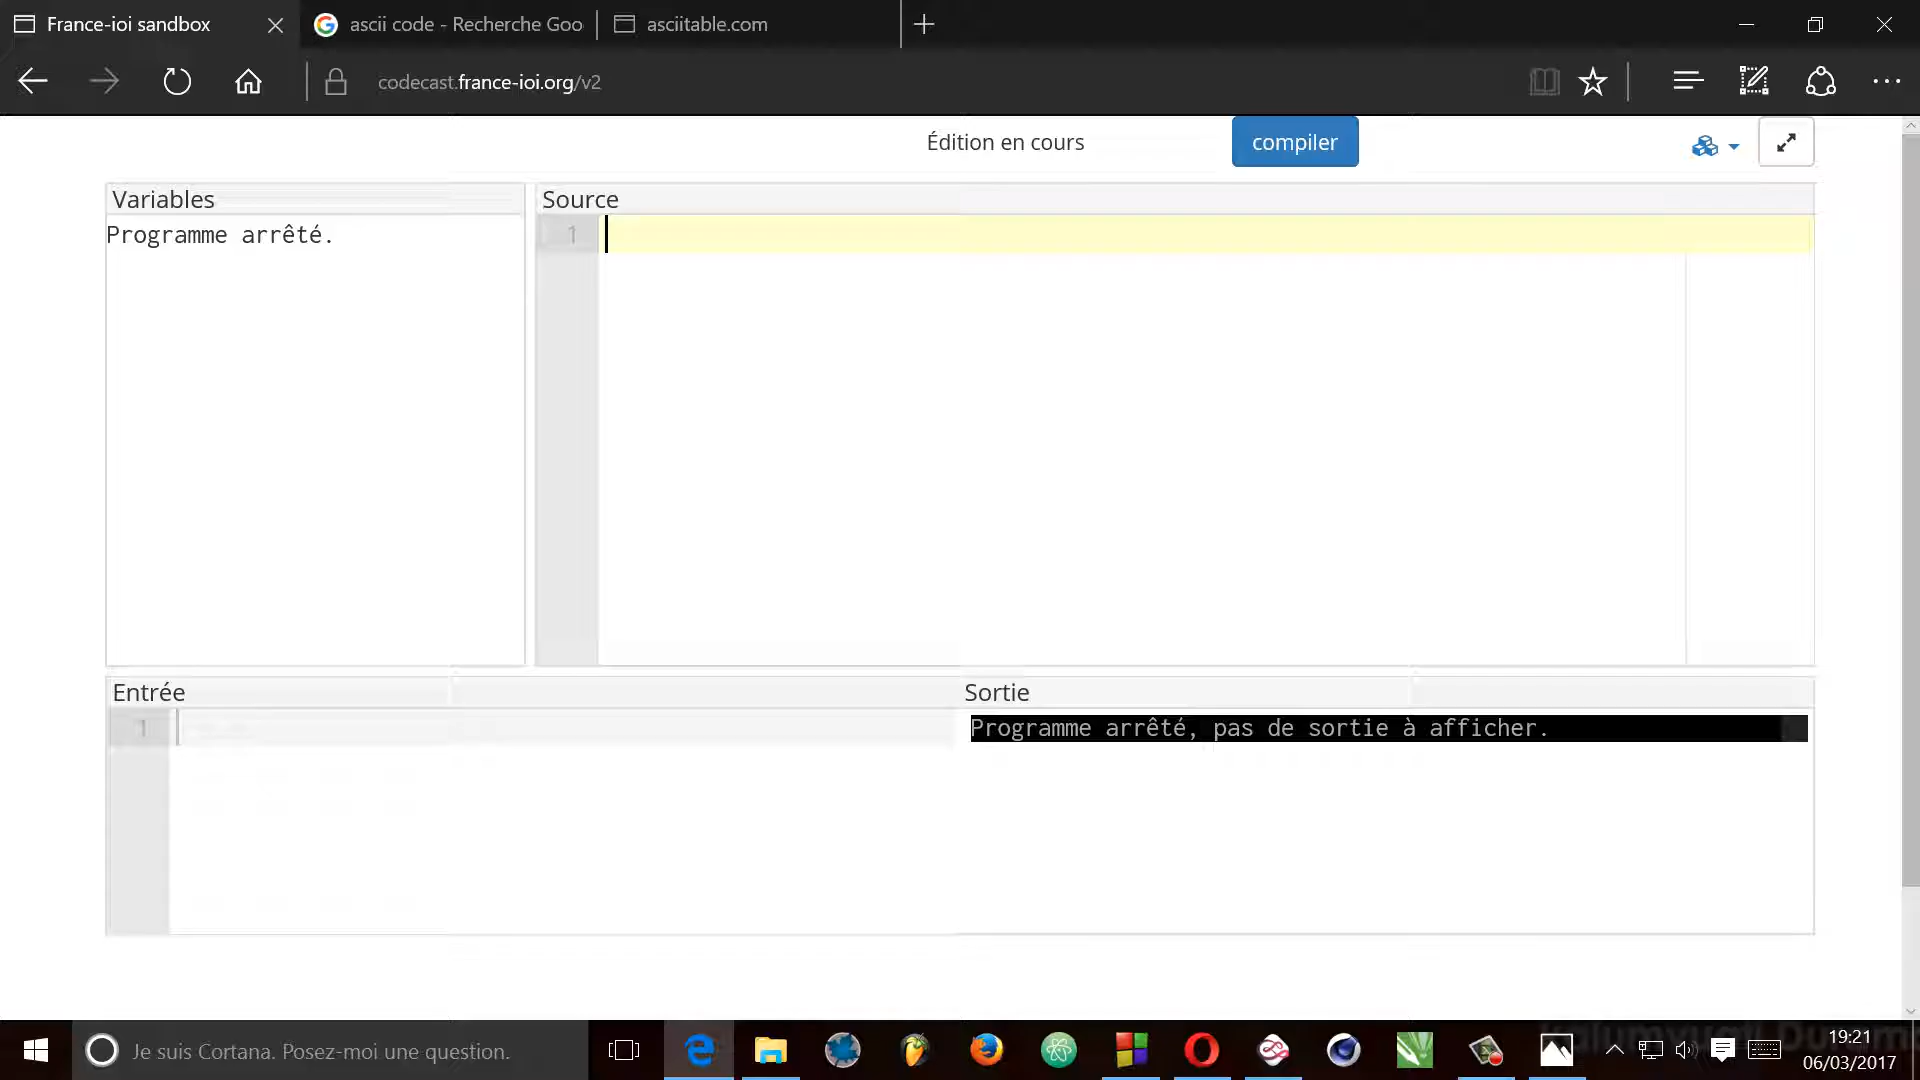 France-ioi sandbox
ascii code - Recherche Goo
asciitable.com
codecast.france-ioi.org/v2
Édition en cours
compiler
Variables
Source
Programme arrêté.
1
Entrée
Sortie
1
Programme arrêté, pas de sortie à afficher.
Je suis Cortana. Posez-moi une question.
19:21
06/03/2017